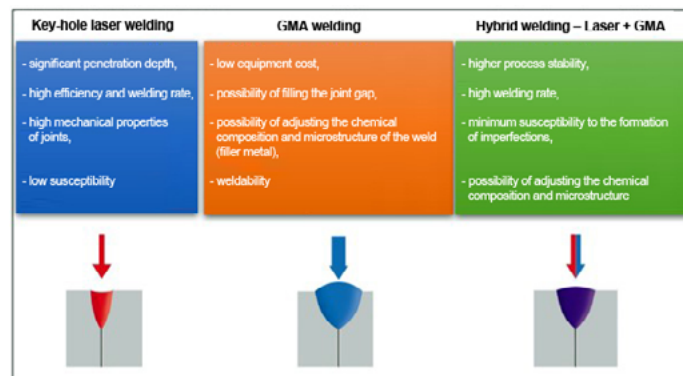 Key-hole laser welding
- significant penetration depth,
- high efficiency and welding rate,
- high mechanical properties
of joints,
- low susceptibility
GMA welding
- low equipment cost,
- possibility of filling the joint gap,
- possibility of adjusting the chemical
composition and microstructure of the weld
(filler metal),
- weldability
Hybrid welding – Laser + GMA
- higher process stability,
- high welding rate,
- minimum susceptibility to the formation
of imperfections,
- possibility of adjusting the chemical
composition and microstructure